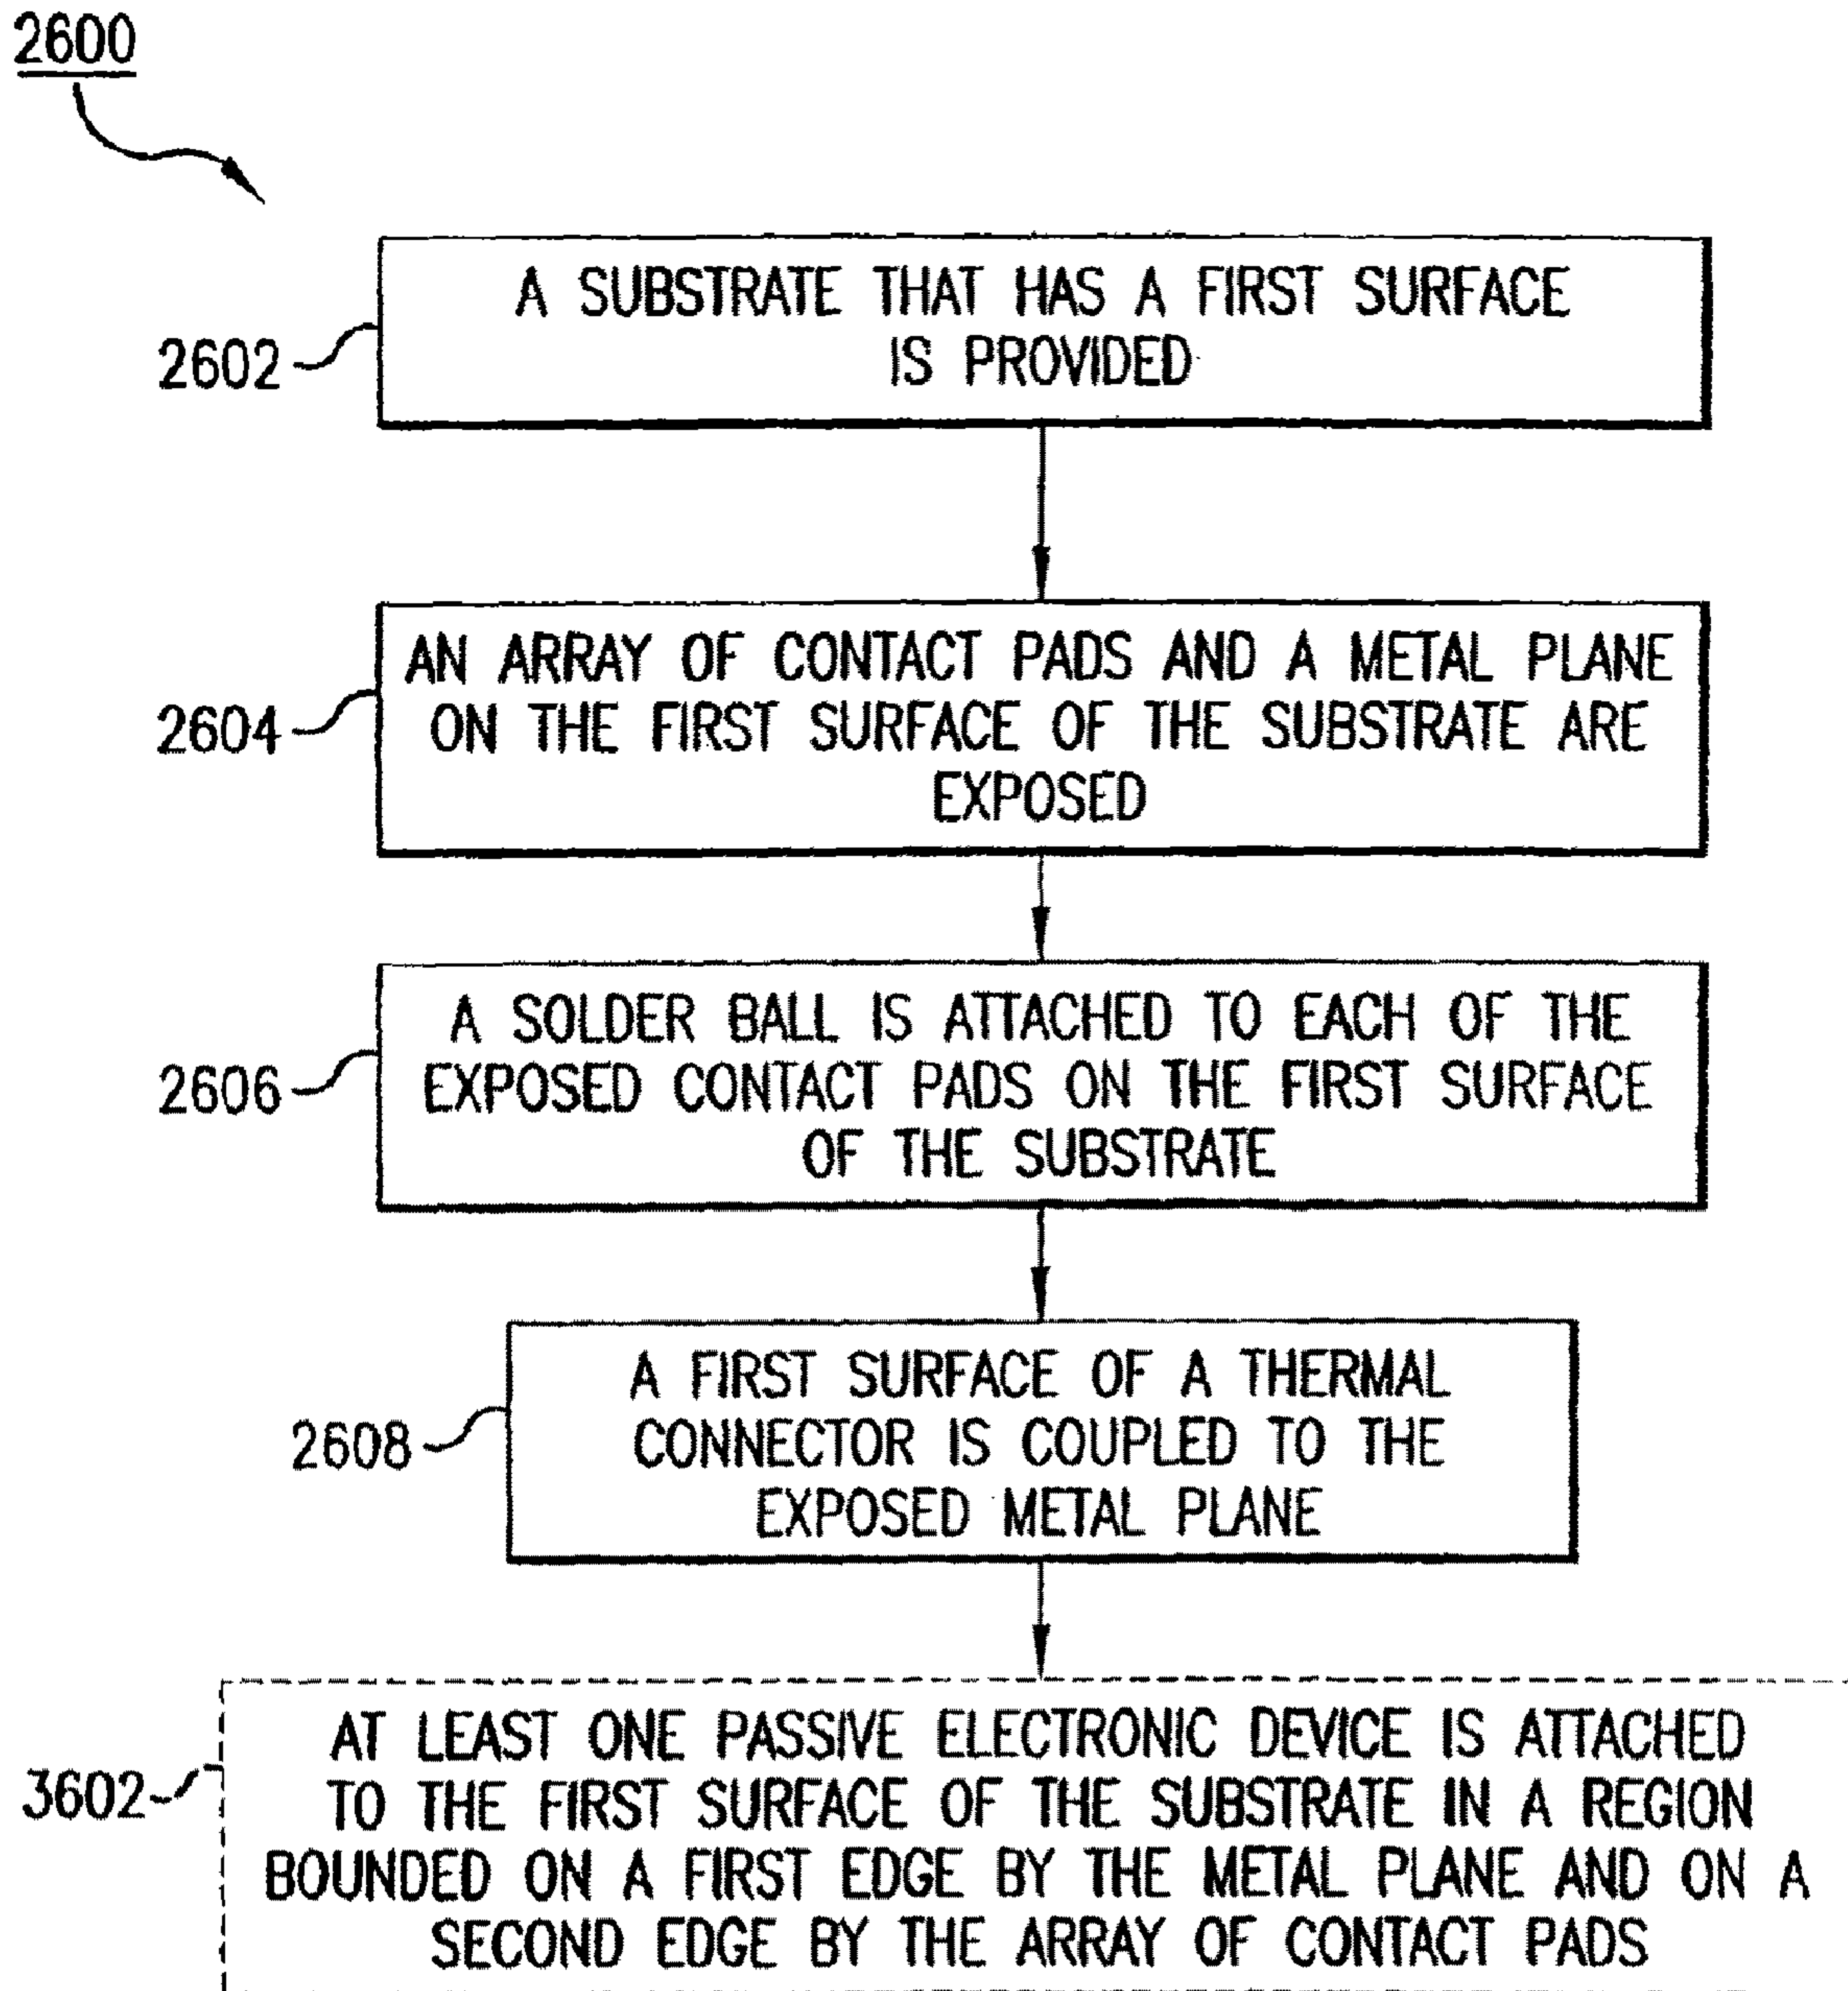 2600
A SUBSTRATE THAT HAS A FIRST SURFACE
IS PROVIDED
2602
AN ARRAY OF CONTACT PADS AND A METAL PLANE
ON THE FIRST SURFACE OF THE SUBSTRATE ARE
EXPOSED
2604
A SOLDER BALL IS ATTACHED TO EACH OF THE
EXPOSED CONTACT PADS ON THE FIRST SURFACE
OF THE SUBSTRATE
2606
A FIRST SURFACE OF A THERMAL
CONNECTOR IS COUPLED TO THE
EXPOSED METAL PLANE
2608
AT LEAST ONE PASSIVE ELECTRONIC DEVICE IS ATTACHED
TO THE FIRST SURFACE OF THE SUBSTRATE IN A REGION
BOUNDED ON A FIRST EDGE BY THE METAL PLANE AND ON A
SECOND EDGE BY THE ARRAY OF CONTACT PADS
3602